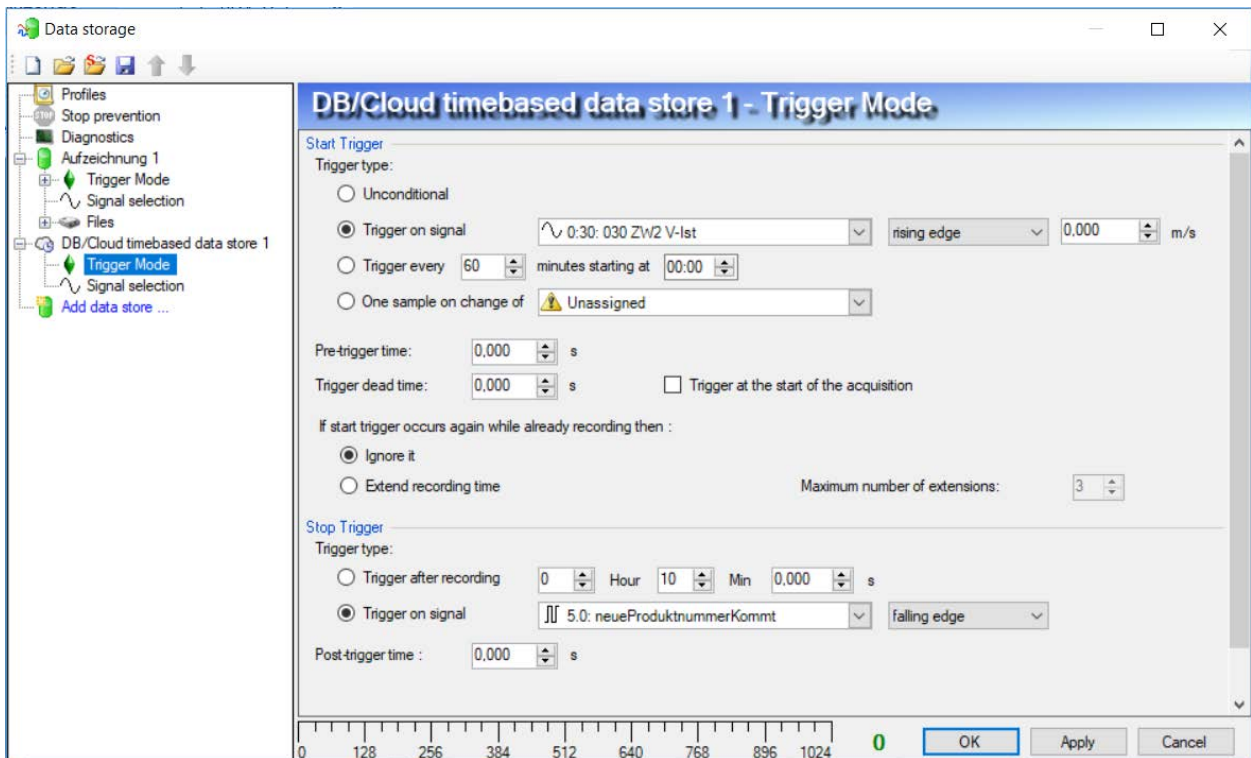 Data storage
Profiles
Stop prevention
Diagnostics
Aufzeichnung 1
Trigger Mode
Signal selection
Files
DB/Cloud timebased data store 1
Trigger Mode
Signal selection
Add data store ...
DB/Cloud timebased data store 1 - Trigger Mode
Start Trigger
Trigger type:
Unconditional
Trigger on signal 0:30: 030 ZW2 V-Ist rising edge 0,000 m/s
Trigger every 60 minutes starting at 00:00
One sample on change of Unassigned
Pre-trigger time: 0,000 s
Trigger dead time: 0,000 s Trigger at the start of the acquisition
If start trigger occurs again while already recording then :
Ignore it
Extend recording time Maximum number of extensions: 3
Stop Trigger
Trigger type:
Trigger after recording 0 Hour 10 Min 0,000 s
Trigger on signal 5.0: neueProduktnummerKommt falling edge
Post-trigger time : 0,000 s
0 128 256 384 512 640 768 896 1024 0 OK Apply Cancel